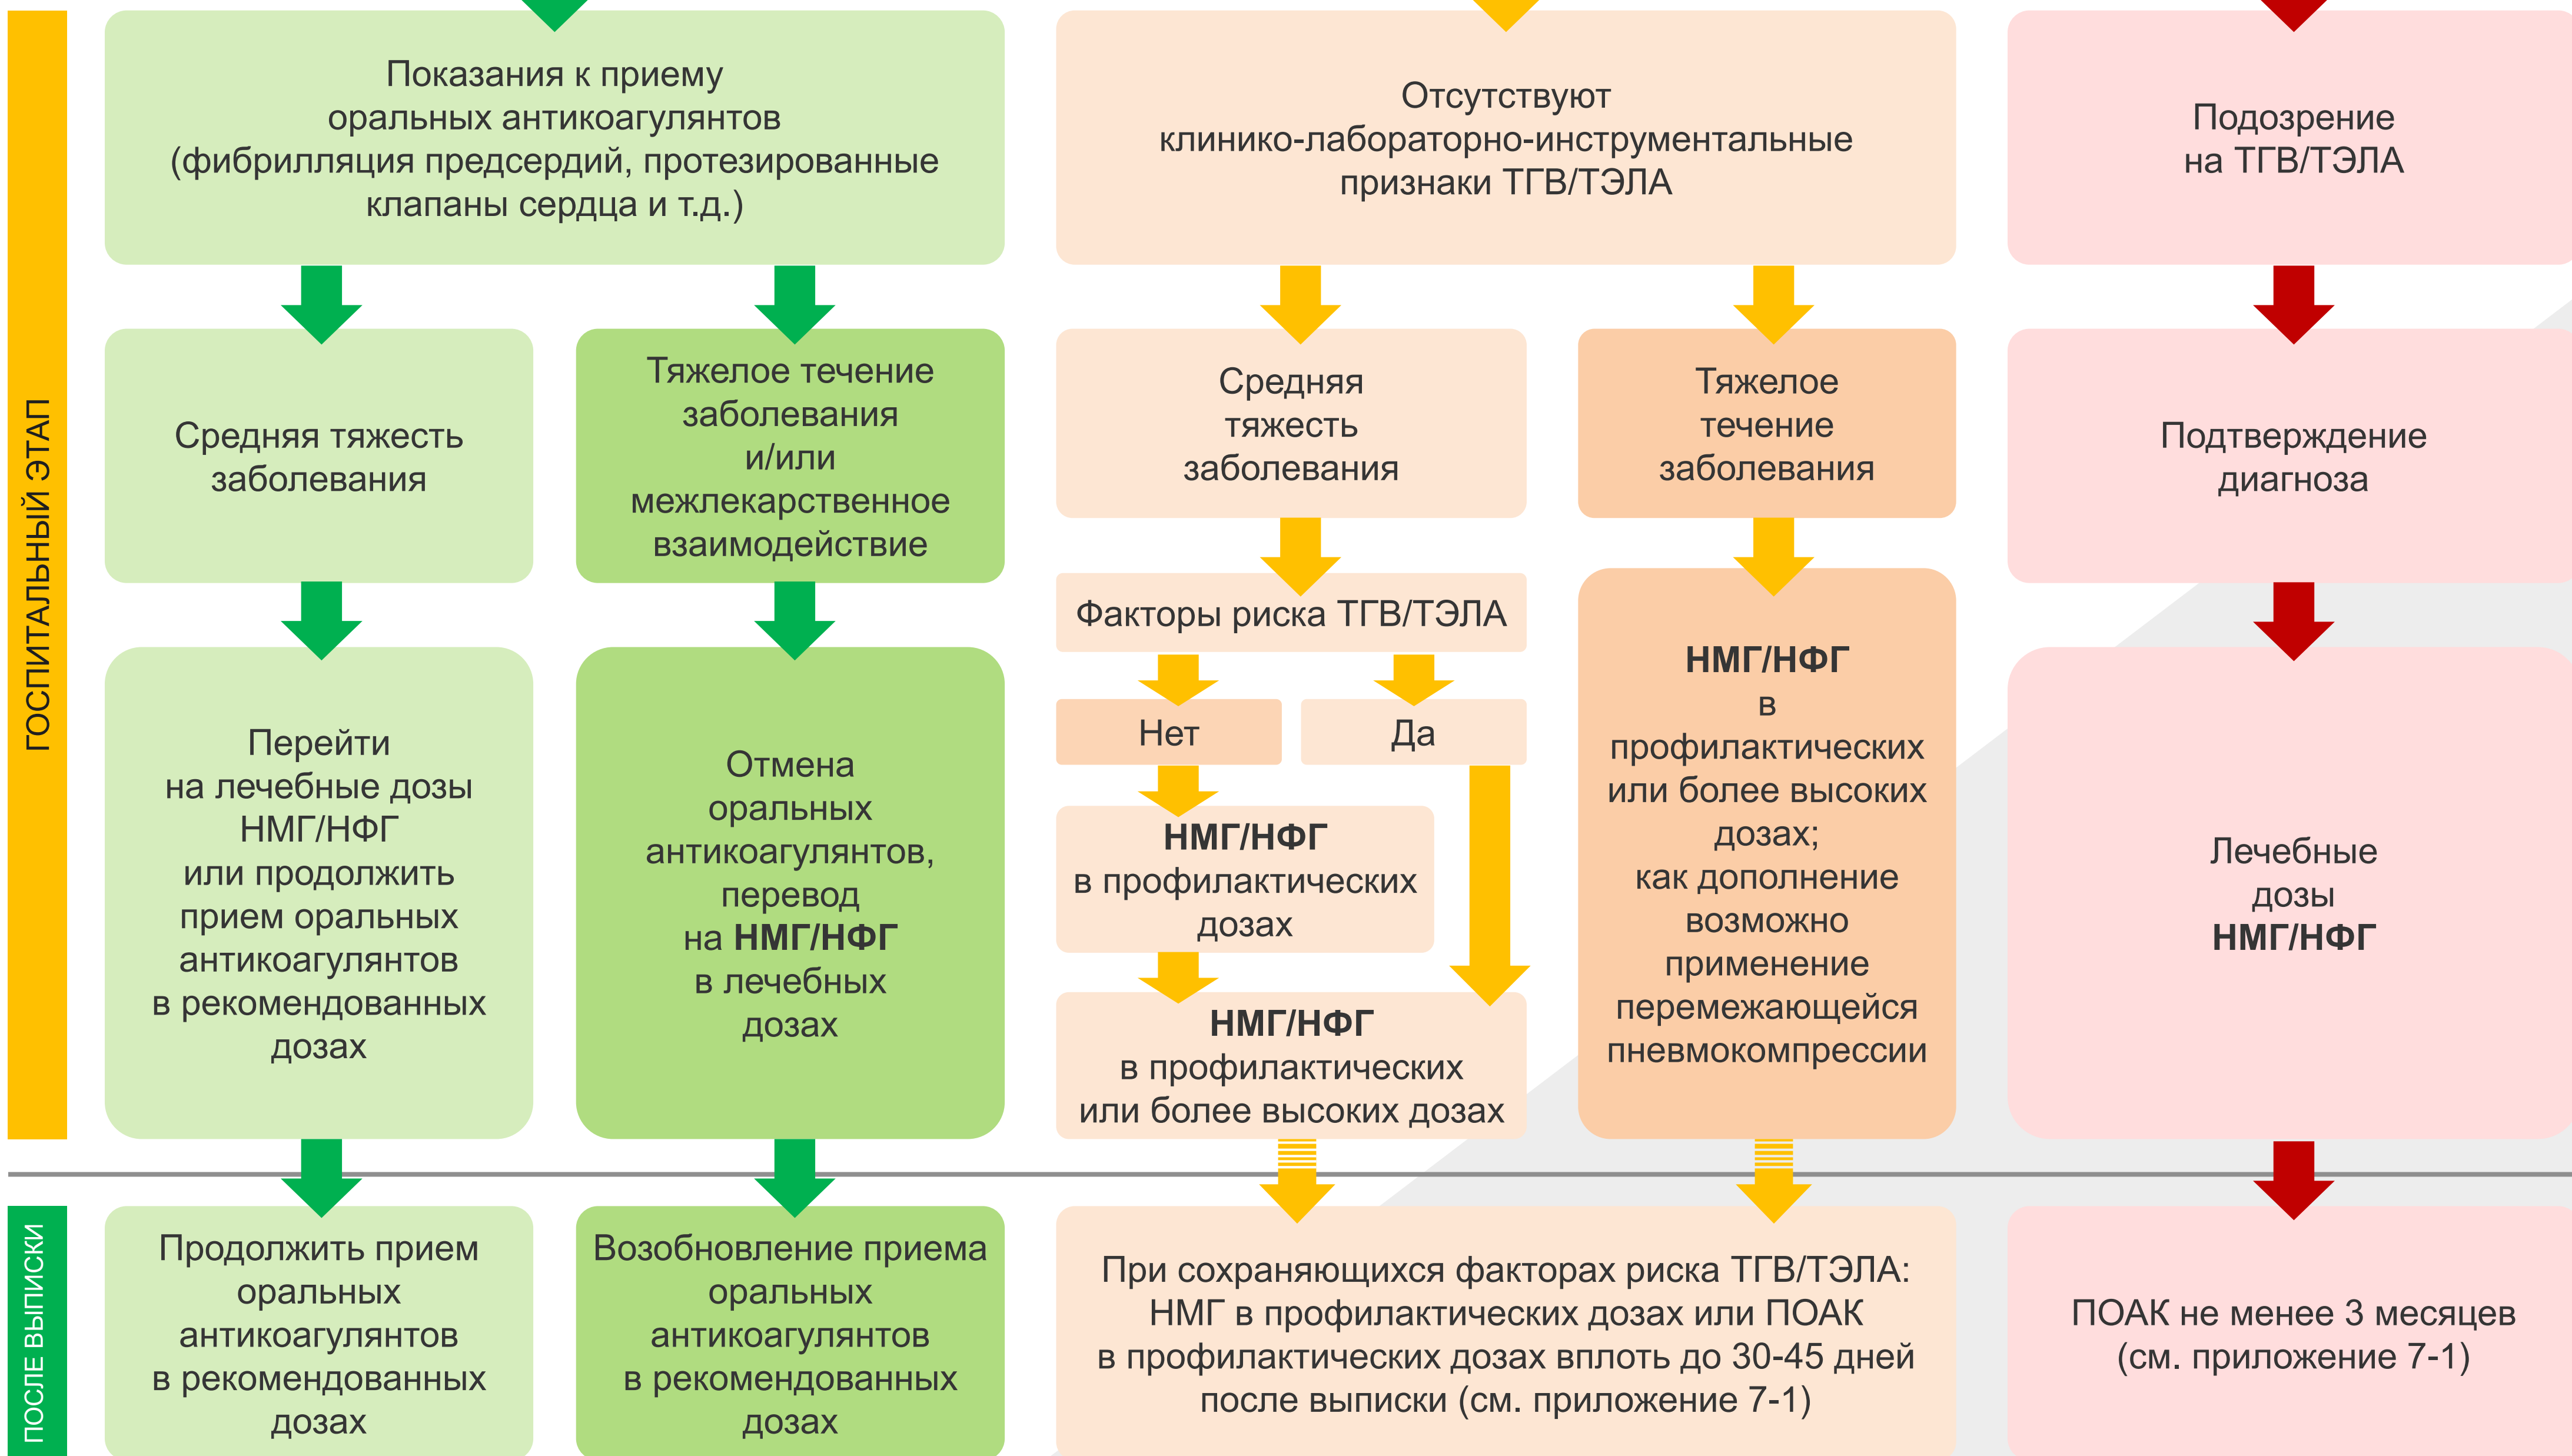 ГОСПИТАЛЬНЫЙ ЭТАП
Показания к приему
оральных антикоагулянтов
(фибрилляция предсердий, протезированные
клапаны сердца и т.д.)
Отсутствуют
клинико-лабораторно-инструментальные
признаки ТГВ/ТЭЛА
Подозрение
на ТГВ/ТЭЛА
Средняя тяжесть
заболевания
Тяжелое течение
заболевания
и/или
межлекарственное
взаимодействие
Средняя
тяжесть
заболевания
Тяжелое
течение
заболевания
Подтверждение
диагноза
Перейти
на лечебные дозы
НМГ/НФГ
или продолжить
прием оральных
антикоагулянтов
в рекомендованных
дозах
Отмена
оральных
антикоагулянтов,
перевод
на НМГ/НФГ
в лечебных
дозах
Факторы риска ТГВ/ТЭЛА
Нет
Да
НМГ/НФГ
в профилактических
дозах
НМГ/НФГ
в профилактических
или более высоких дозах
НМГ/НФГ
в
профилактических
или более высоких
дозах;
как дополнение
возможно
применение
перемежающейся
пневмокомпрессии
Лечебные
дозы
НМГ/НФГ
ПОСЛЕ ВЫПИСКИ
Продолжить прием
оральных
антикоагулянтов
в рекомендованных
дозах
Возобновление приема
оральных
антикоагулянтов
в рекомендованных
дозах
При сохраняющихся факторах риска ТГВ/ТЭЛА:
НМГ в профилактических дозах или ПОАК
в профилактических дозах вплоть до 30-45 дней
после выписки (см. приложение 7-1)
ПОАК не менее 3 месяцев
(см. приложение 7-1)